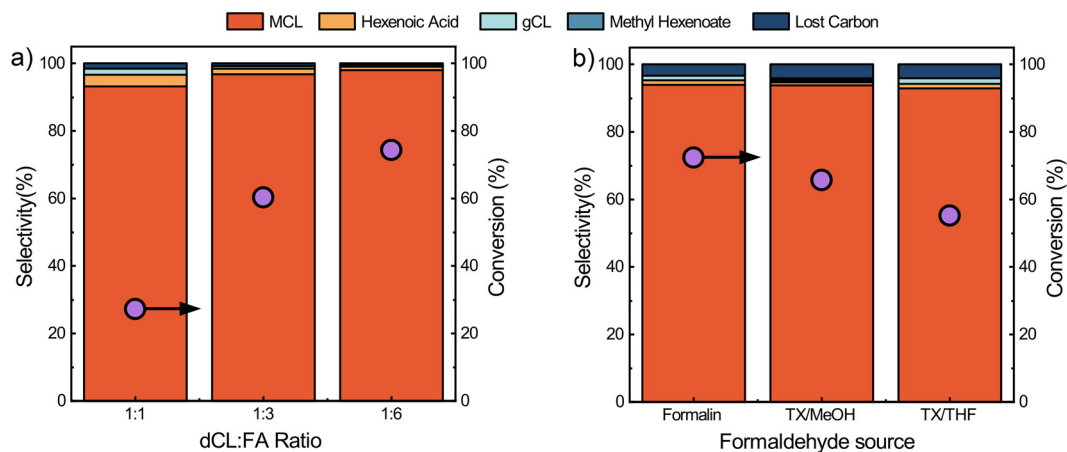 MCL Hexenoic Acid gCL Methyl Hexenoate Lost Carbon
a)
100
80
60
40
20
0
Selectivity(%)
1:1 1:3 1:6
dCL:FA Ratio
100
80
60
40
20
0
Conversion (%)
b)
100
80
60
40
20
0
Selectivity(%)
Formalin TX/MeOH TX/THF
Formaldehyde source
100
80
60
40
20
0
Conversion (%)